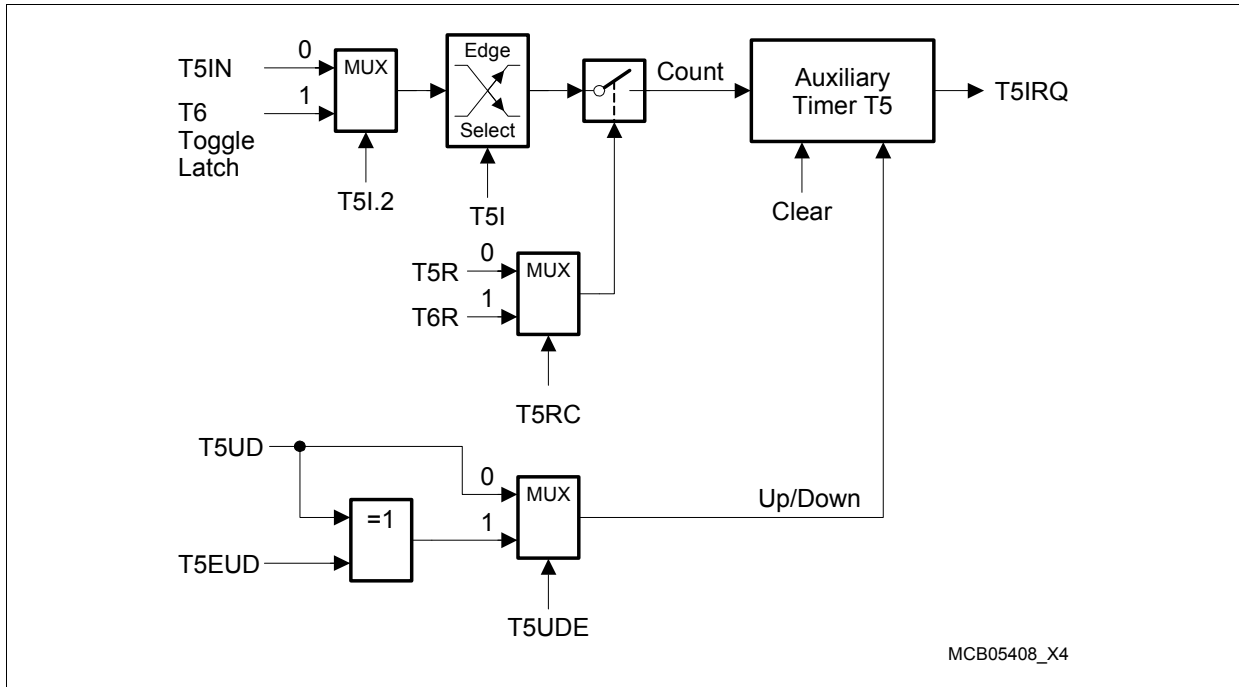 0
T5IN
MUX
1
T6
Toggle
Latch
T5I.2
Edge
Select
T5I
Count
Auxiliary
Timer T5
T5IRQ
Clear
0
T5R
MUX
1
T6R
T5RC
T5UD
0
MUX
=1
1
Up/Down
T5EUD
T5UDE
MCB05408_X4